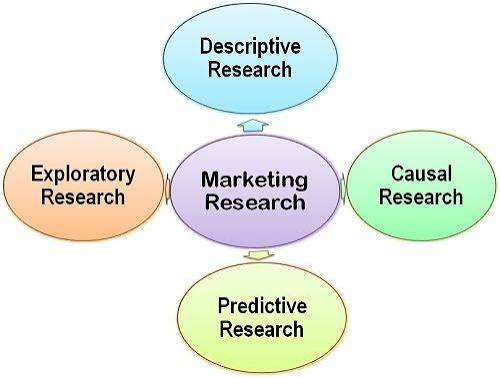 Descriptive
Research
Exploratory
Research
Marketing
Research
Causal
Research
Predictive
Research